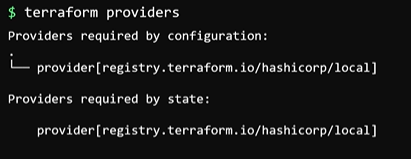 $ terraform providers
Providers required by configuration:
.
└── provider[registry.terraform.io/hashicorp/local]
Providers required by state:
provider[registry.terraform.io/hashicorp/local]